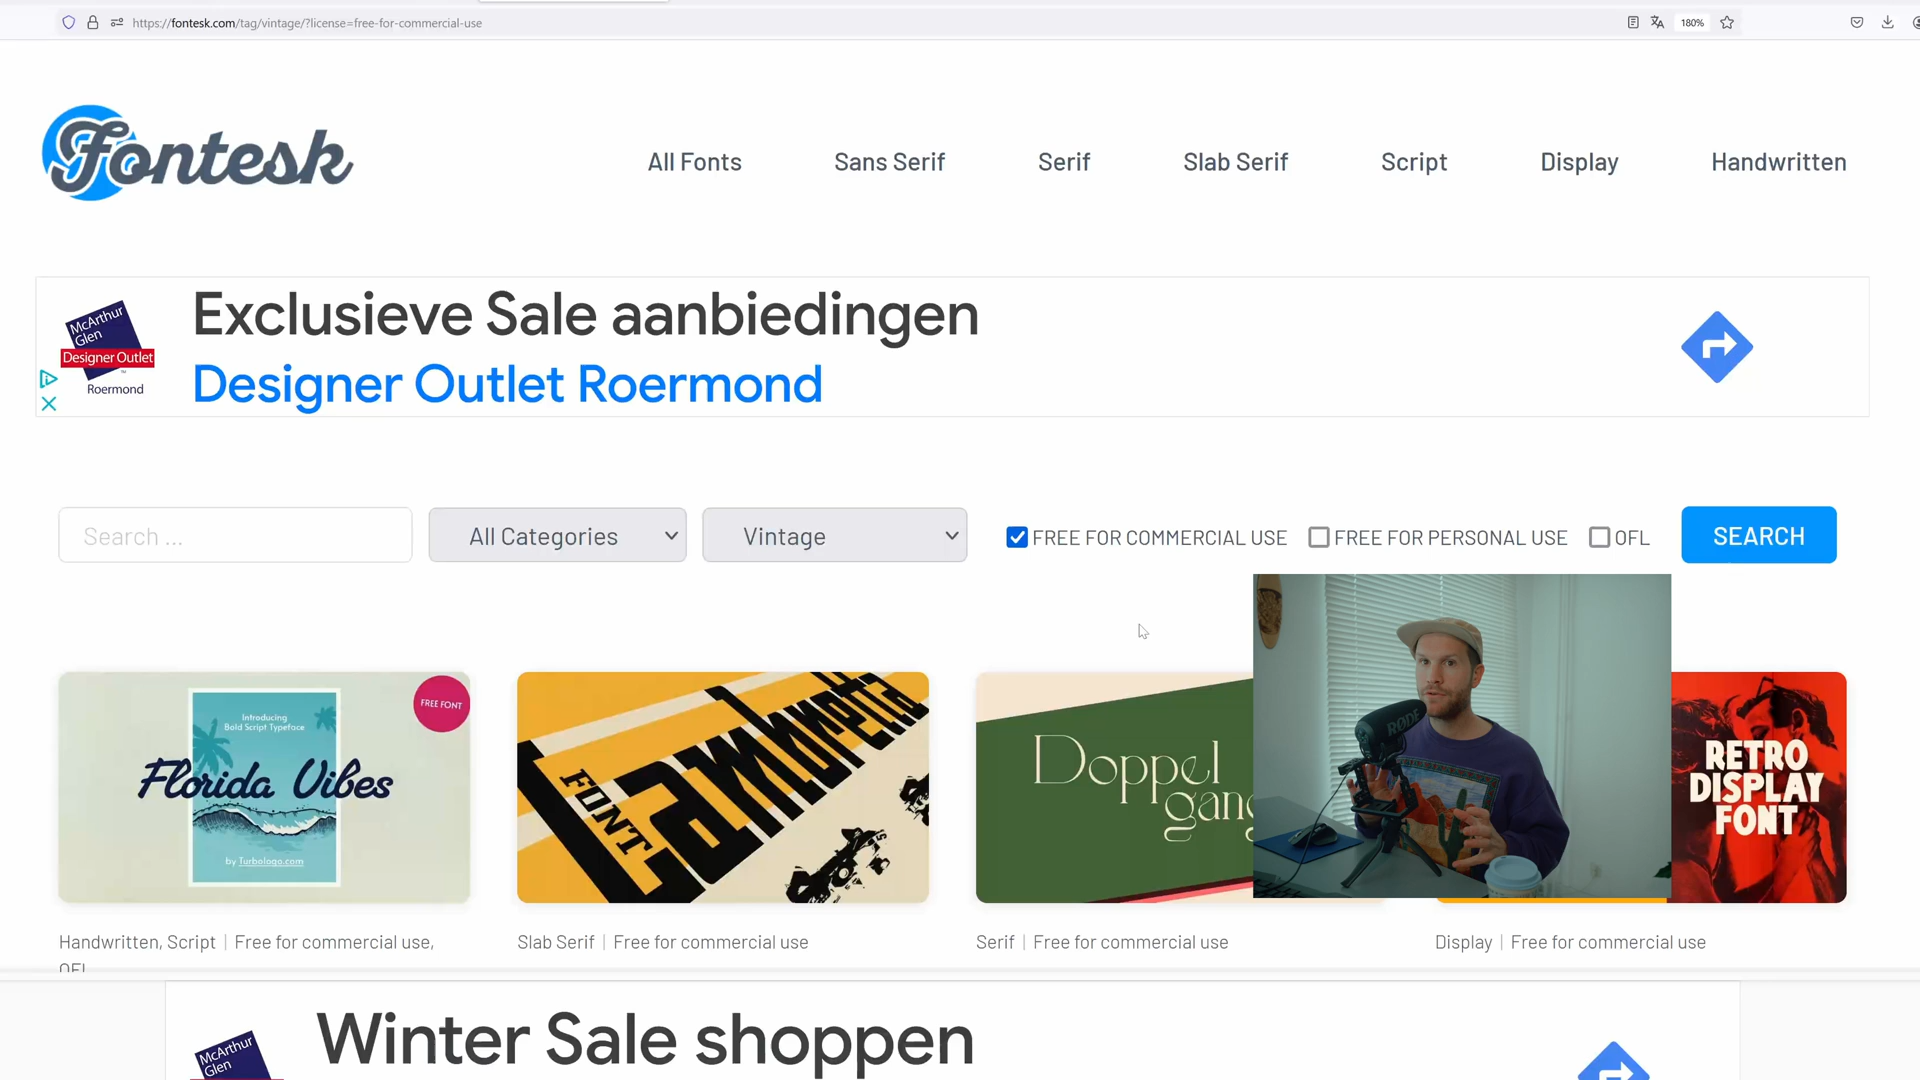 https://fontesk.com/tag/vintage/?license=free-for-commercial-use
180%
Fontesk
All Fonts
Sans Serif
Serif
Slab Serif
Script
Display
Handwritten
McArthur
Glen
Designer Outlet
Roermond
Exclusieve Sale aanbiedingen
Designer Outlet Roermond
Search ...
All Categories
Vintage
FREE FOR COMMERCIAL USE
FREE FOR PERSONAL USE
OFL
SEARCH
Introducing
Bold Script Typeface
Florida Vibes
by Turbologo.com
FREE FONT
FONT
Doppel
gang
RØDE
RETRO
DISPLAY
FONT
Handwritten, Script | Free for commercial use,
OFL
Slab Serif | Free for commercial use
Serif | Free for commercial use
Display | Free for commercial use
McArthur
Glen
Winter Sale shoppen